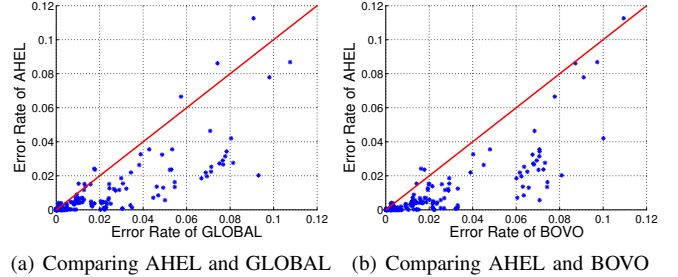 0.12
0.1
0.08
0.06
0.04
0.02
0
Error Rate of AHEL
0 0.02 0.04 0.06 0.08 0.1 0.12
Error Rate of GLOBAL
0.12
0.1
0.08
0.06
0.04
0.02
0
Error Rate of AHEL
0 0.02 0.04 0.06 0.08 0.1 0.12
Error Rate of BOVO
(a) Comparing AHEL and GLOBAL
(b) Comparing AHEL and BOVO